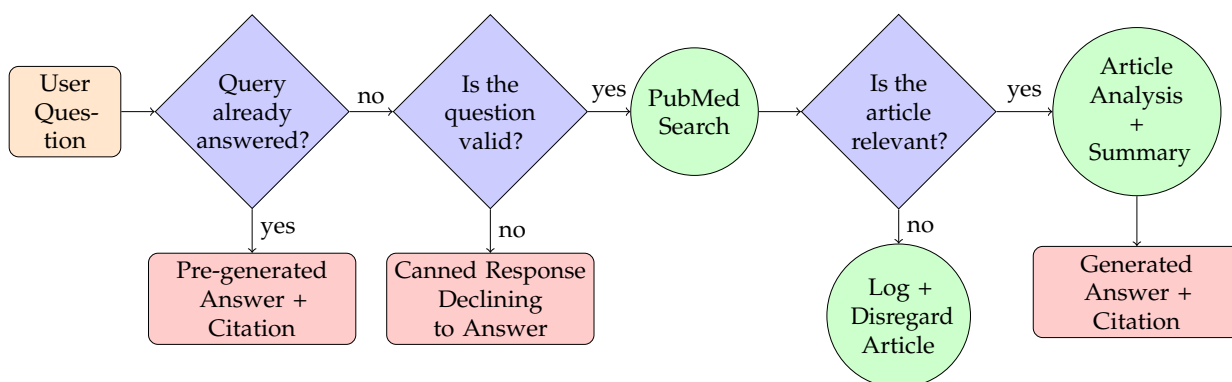 User
Ques-
tion
Query
already
answered?
no
yes
Pre-generated
Answer +
Citation
Is the
question
valid?
yes
no
Canned Response
Declining
to Answer
PubMed
Search
Is the
article
relevant?
yes
no
Log +
Disregard
Article
Article
Analysis
+
Summary
Generated
Answer +
Citation